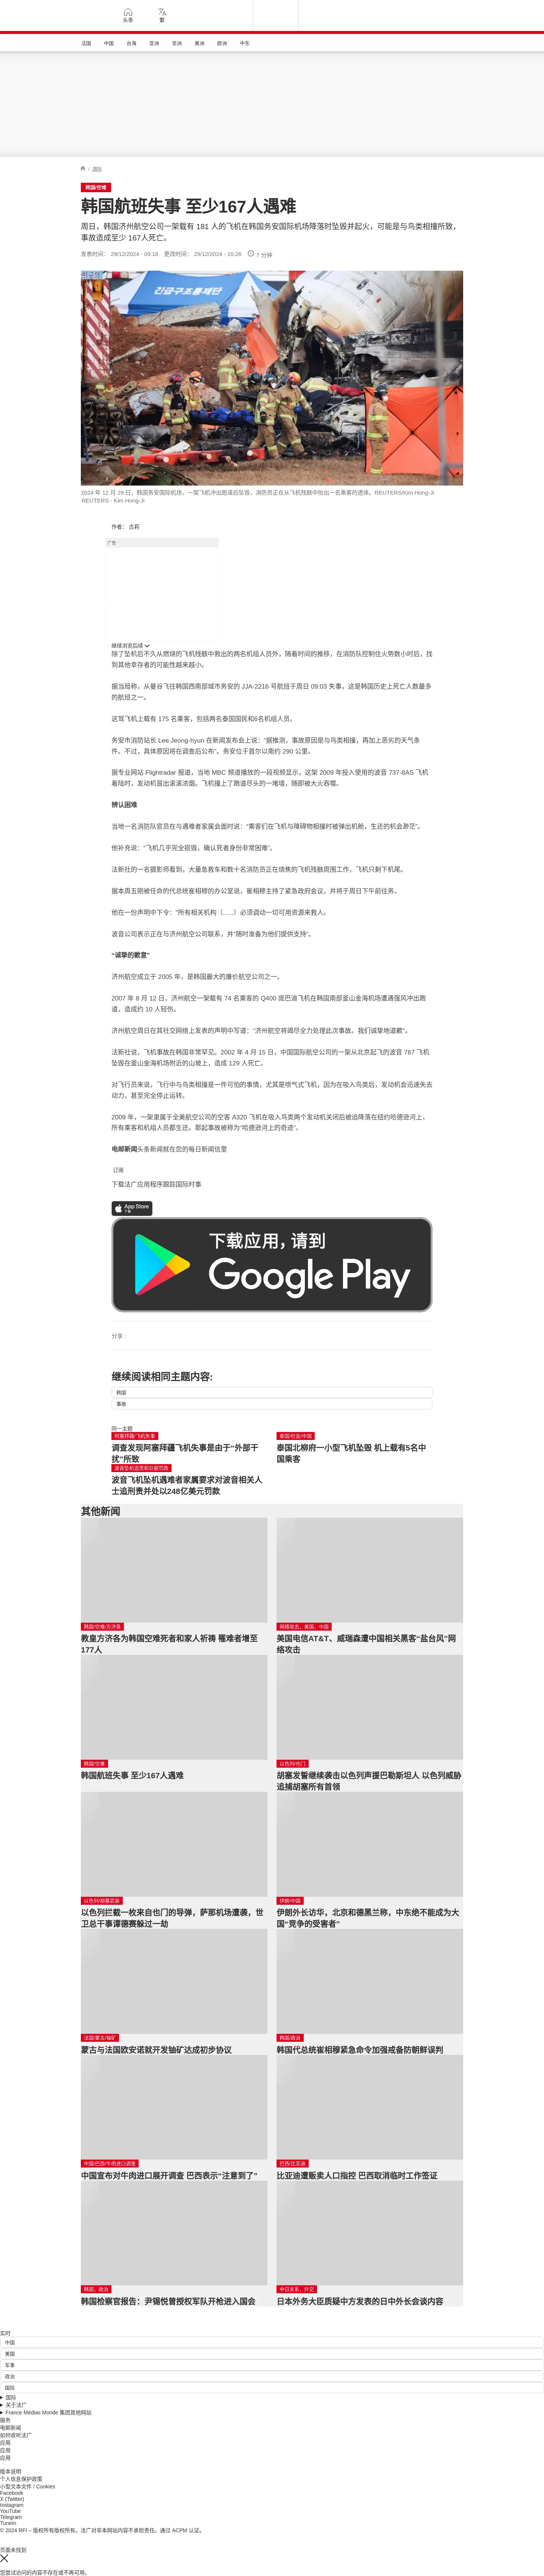 头条
繁
法国
中国
台海
亚洲
非洲
美洲
欧洲
中东
国际
韩国/空难
韩国航班失事 至少167人遇难
周日，韩国济州航空公司一架载有 181 人的飞机在韩国务安国际机场降落时坠毁并起火，可能是与鸟类相撞所致，
事故造成至少 167人死亡。
发表时间： 29/12/2024 - 09:18 更改时间： 29/12/2024 - 10:26 7 分钟
긴급구조통제단
2024 年 12 月 29 日，韩国务安国际机场，一架飞机冲出跑道后坠毁，消防员正在从飞机残骸中抬出一名乘客的遗体。REUTERS/Kim Hong-Ji
REUTERS - Kim Hong-Ji
作者： 古莉
广告
继续浏览后续
除了坠机后不久从燃烧的飞机残骸中救出的两名机组人员外，随着时间的推移，在消防队控制住火势数小时后，找
到其他幸存者的可能性越来越小。
据当局称，从曼谷飞往韩国西南部城市务安的 JJA-2216 号航班于周日 09:03 失事，这是韩国历史上死亡人数最多
的航班之一。
这驾飞机上载有 175 名乘客，包括两名泰国国民和6名机组人员。
务安市消防站长 Lee Jeong-hyun 在新闻发布会上说：“据推测，事故原因是与鸟类相撞，再加上恶劣的天气条
件。不过，具体原因将在调查后公布”。务安位于首尔以南约 290 公里。
据专业网站 Flightradar 报道，当地 MBC 频道播放的一段视频显示，这架 2009 年投入使用的波音 737-8AS 飞机
着陆时，发动机冒出滚滚浓烟。飞机撞上了跑道尽头的一堵墙，随即被大火吞噬。
辨认困难
当地一名消防队官员在与遇难者家属会面时说：“乘客们在飞机与障碍物相撞时被弹出机舱，生还的机会渺茫”。
他补充说：“飞机几乎完全损毁，确认死者身份非常困难”。
法新社的一名摄影师看到，大量急救车和数十名消防员正在烧焦的飞机残骸周围工作，飞机只剩下机尾。
据本周五刚被任命的代总统崔相穆的办公室说，崔相穆主持了紧急政府会议，并将于周日下午前往务。
他在一份声明中下令：”所有相关机构（......）必须调动一切可用资源来救人。
波音公司表示正在与济州航空公司联系，并“随时准备为他们提供支持”。
“诚挚的歉意”
济州航空成立于 2005 年，是韩国最大的廉价航空公司之一。
2007 年 8 月 12 日，济州航空一架载有 74 名乘客的 Q400 庞巴迪飞机在韩国南部釜山金海机场遭遇强风冲出跑
道，造成约 10 人轻伤。
济州航空周日在其社交网络上发表的声明中写道：“济州航空将竭尽全力处理此次事故。我们诚挚地道歉”。
法新社说，飞机事故在韩国非常罕见。2002 年 4 月 15 日，中国国际航空公司的一架从北京起飞的波音 767 飞机
坠毁在釜山金海机场附近的山坡上，造成 129 人死亡。
对飞行员来说，飞行中与鸟类相撞是一件可怕的事情，尤其是喷气式飞机，因为在吸入鸟类后，发动机会迅速失去
动力，甚至完全停止运转。
2009 年，一架隶属于全美航空公司的空客 A320 飞机在吸入鸟类两个发动机关闭后被迫降落在纽约哈德逊河上，
所有乘客和机组人员都生还。那起事故被称为“哈德逊河上的奇迹”。
电邮新闻头条新闻就在您的每日新闻信里
订阅
下载法广应用程序跟踪国际时事
App Store
下载
下载应用，请到
Google Play
分享 :
继续阅读相同主题内容:
韩国
事故
同一主题
阿塞拜疆/飞机失事
调查发现阿塞拜疆飞机失事是由于“外部干
扰”所致
泰国/社会/中国
泰国北柳府一小型飞机坠毁 机上载有5名中
国乘客
波音坠机追责和巨额罚款
波音飞机坠机遇难者家属要求对波音相关人
士追刑责并处以248亿美元罚款
其他新闻
韩国/空难/方济各
教皇方济各为韩国空难死者和家人祈祷 罹难者增至
177人
网络攻击，美国，中国
美国电信AT&T、威瑞森遭中国相关黑客“盐台风”网
络攻击
韩国/空难
韩国航班失事 至少167人遇难
以色列/也门
胡塞发誓继续袭击以色列声援巴勒斯坦人 以色列威胁
追捕胡塞所有首领
以色列/胡塞武装
以色列拦截一枚来自也门的导弹，萨那机场遭袭，世
卫总干事谭德赛躲过一劫
伊朗/中国
伊朗外长访华，北京和德黑兰称，中东绝不能成为大
国“竞争的受害者”
法国/蒙古/铀矿
蒙古与法国欧安诺就开发铀矿达成初步协议
韩国/政治
韩国代总统崔相穆紧急命令加强戒备防朝鲜误判
中国/巴西/牛肉进口调查
中国宣布对牛肉进口展开调查 巴西表示“注意到了”
巴西/比亚迪
比亚迪遭贩卖人口指控 巴西取消临时工作签证
韩国、政治
韩国检察官报告：尹锡悦曾授权军队开枪进入国会
中日关系，外交
日本外务大臣质疑中方发表的日中外长会谈内容
实时
中国
美国
军事
政治
国际
国际
关于法广
France Médias Monde 集团其他网站
服务
电邮新闻
如何收听法广
应用
应用
应用
版本说明
个人信息保护政策
小型文本文件 / Cookies
Facebook
X (Twitter)
Instagram
YouTube
Telegram
TuneIn
© 2024 RFI – 版权所有版权所有。法广对非本网站内容不承担责任。通过 ACPM 认证。
页面未找到
您尝试访问的内容不存在或不再可用。